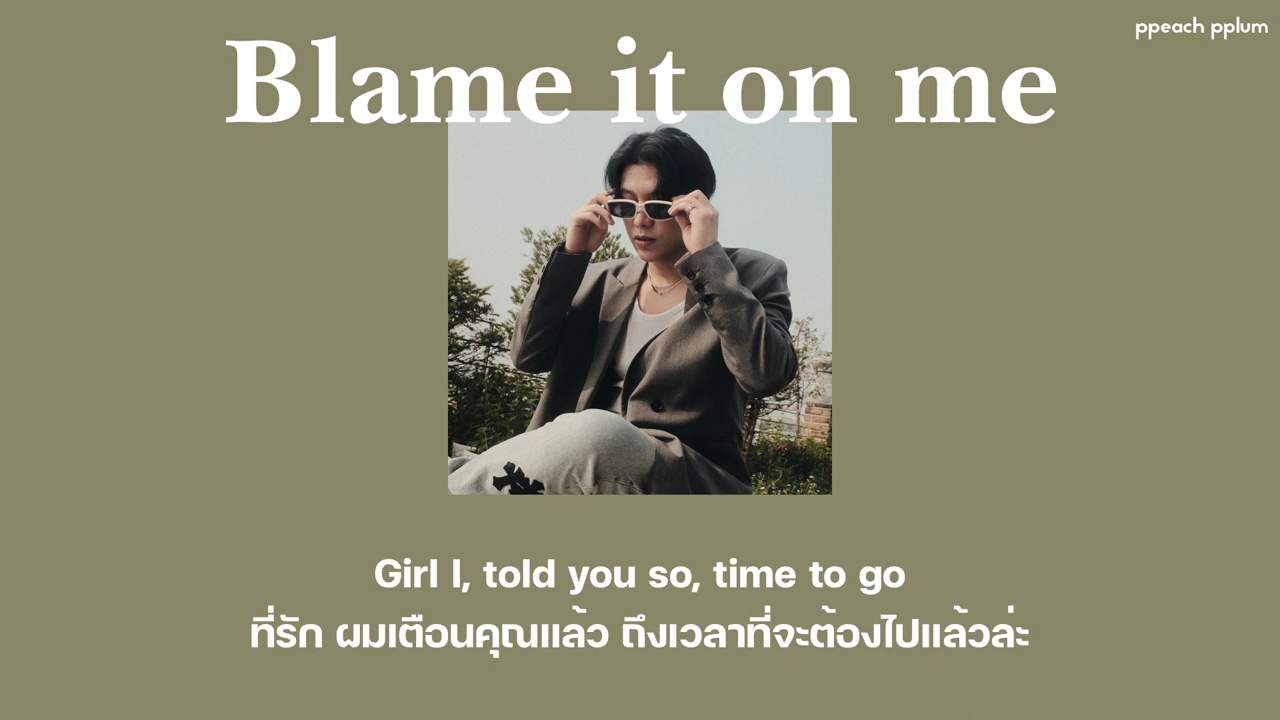 ppeach pplum
Blame it on me
Girl I, told you so, time to go
ที่รัก ผมเตือนคุณแล้ว ถึงเวลาที่จะต้องไปแล้วล่ะ